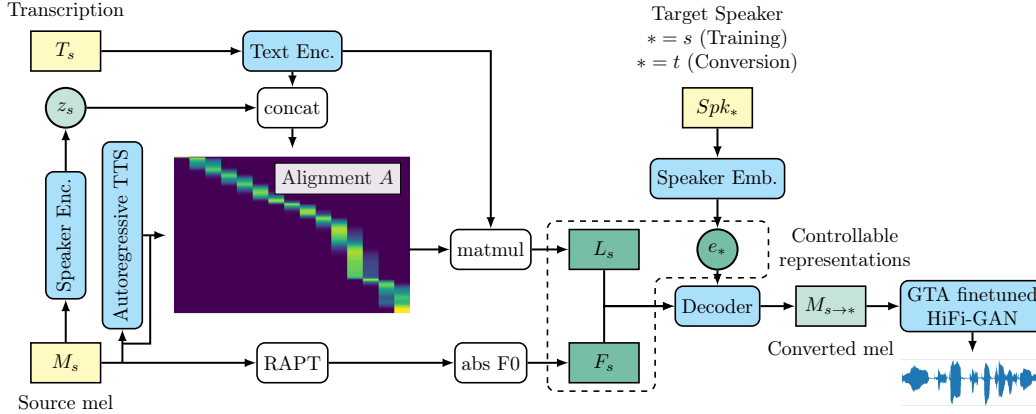 Transcription
T_s
Text Enc.
Target Speaker
∗ = s (Training)
∗ = t (Conversion)
z_s
concat
Spk_∗
Speaker Enc.
Autoregressive TTS
Alignment A
Speaker Emb.
matmul
L_s
e_∗
Controllable
representations
Decoder
M_{s→∗}
GTA finetuned
HiFi-GAN
M_s
RAPT
abs F0
F_s
Converted mel
Source mel